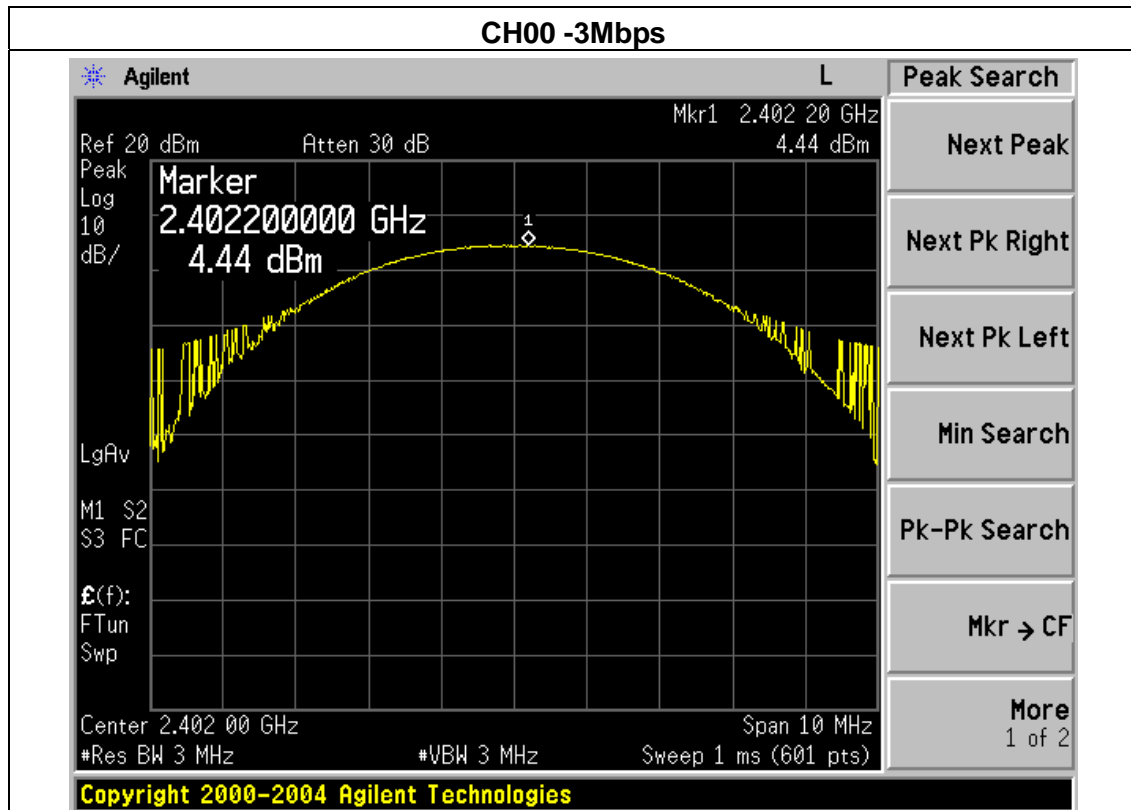 CH00 -3Mbps
Agilent
L
Peak Search
Mkr1 2.402 20 GHz
Ref 20 dBm
Atten 30 dB
4.44 dBm
Peak
Log
10
dB/
Marker
2.402200000 GHz
4.44 dBm
1
LgAv
M1 S2
S3 FC
£(f):
FTun
Swp
Center 2.402 00 GHz
Span 10 MHz
#Res BW 3 MHz
#VBW 3 MHz
Sweep 1 ms (601 pts)
Next Peak
Next Pk Right
Next Pk Left
Min Search
Pk-Pk Search
Mkr → CF
More
1 of 2
Copyright 2000-2004 Agilent Technologies